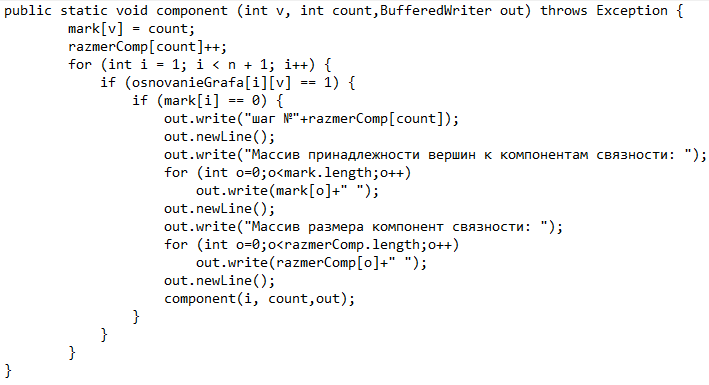 public static void component (int v, int count,BufferedWriter out) throws Exception {
        mark[v] = count;
        razmerComp[count]++;
        for (int i = 1; i < n + 1; i++) {
            if (osnovanieGrafa[i][v] == 1) {
                if (mark[i] == 0) {
                    out.write("шаг №"+razmerComp[count]);
                    out.newLine();
                    out.write("Массив принадлежности вершин к компонентам связности: ");
                    for (int o=0;o<mark.length;o++)
                        out.write(mark[o]+" ");
                    out.newLine();
                    out.write("Массив размера компонент связности: ");
                    for (int o=0;o<razmerComp.length;o++)
                        out.write(razmerComp[o]+" ");
                    out.newLine();
                    component(i, count,out);
                }
            }
        }
}